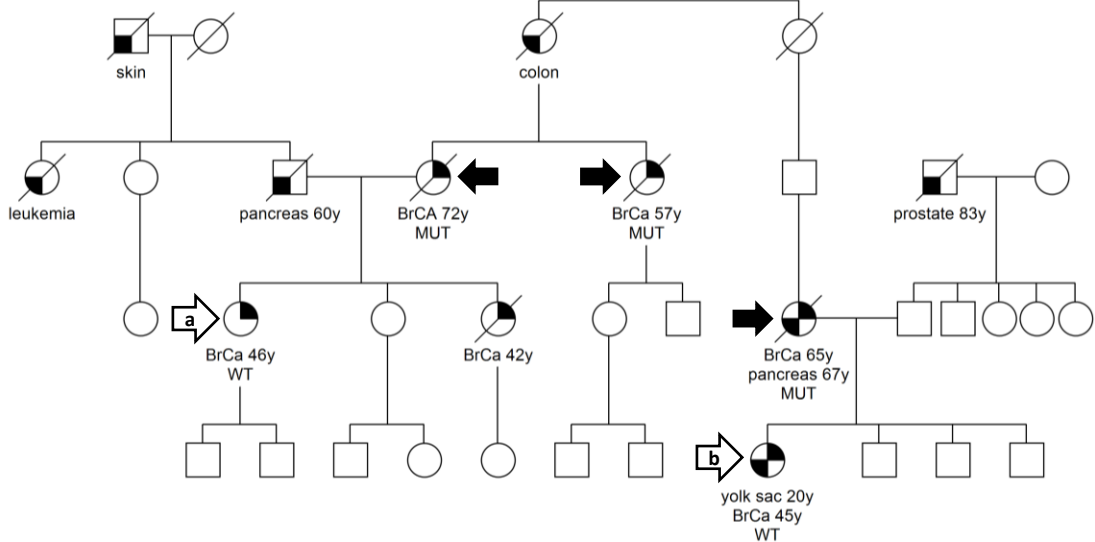 skin
colon
leukemia
pancreas 60y
BrCA 72y
MUT
BrCa 57y
MUT
prostate 83y
a
BrCa 46y
WT
BrCa 42y
BrCa 65y
pancreas 67y
MUT
b
yolk sac 20y
BrCa 45y
WT